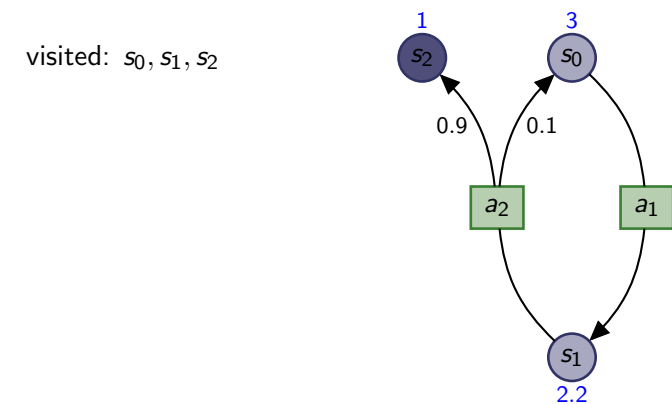 1
3
visited: s₀, s₁, s₂
s₂
s₀
0.9
0.1
a₂
a₁
s₁
2.2